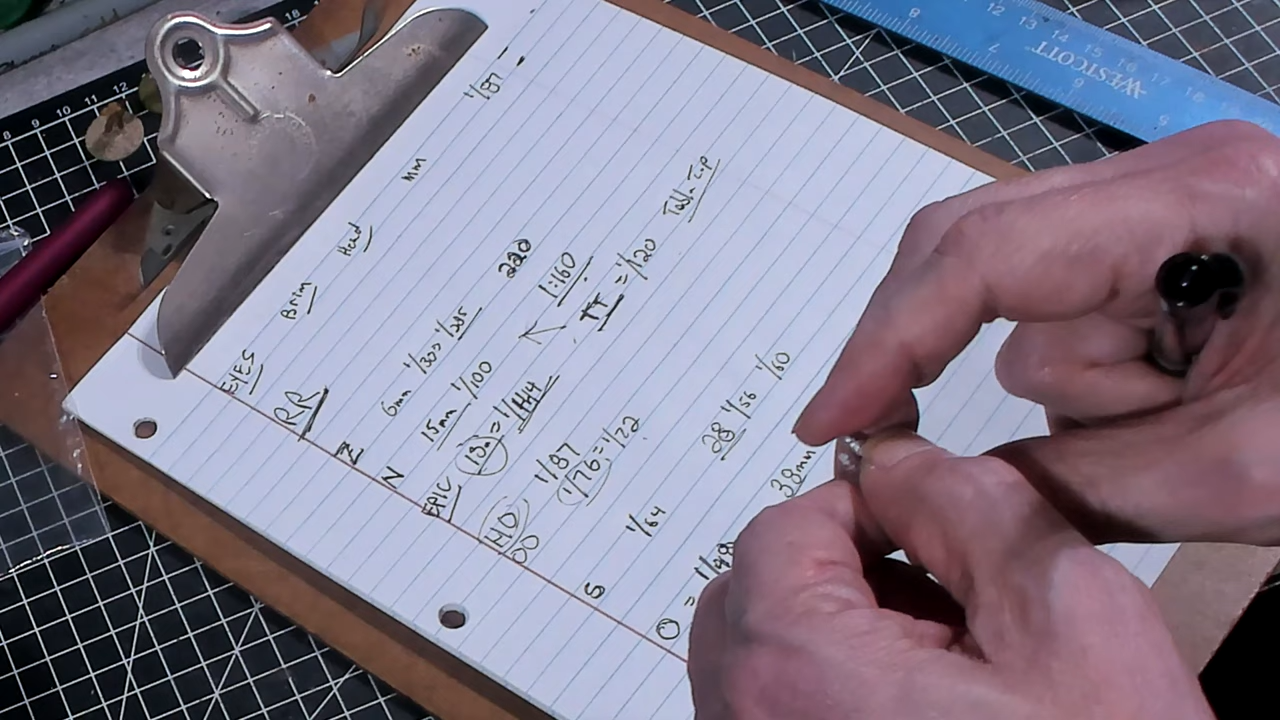 EYES Brim Head Mm 1/87
RR
Z 6mm 1/300 = 1/285 220
N 15mm 1/100 1:160
EPIC 13.5 = 1/144 TT = 1/120 Table Top
HO 1/87
OO 1/76 = 1/72
S 1/64 28 1/56 1/60
O = 1/48 38mm
WESTCOTT